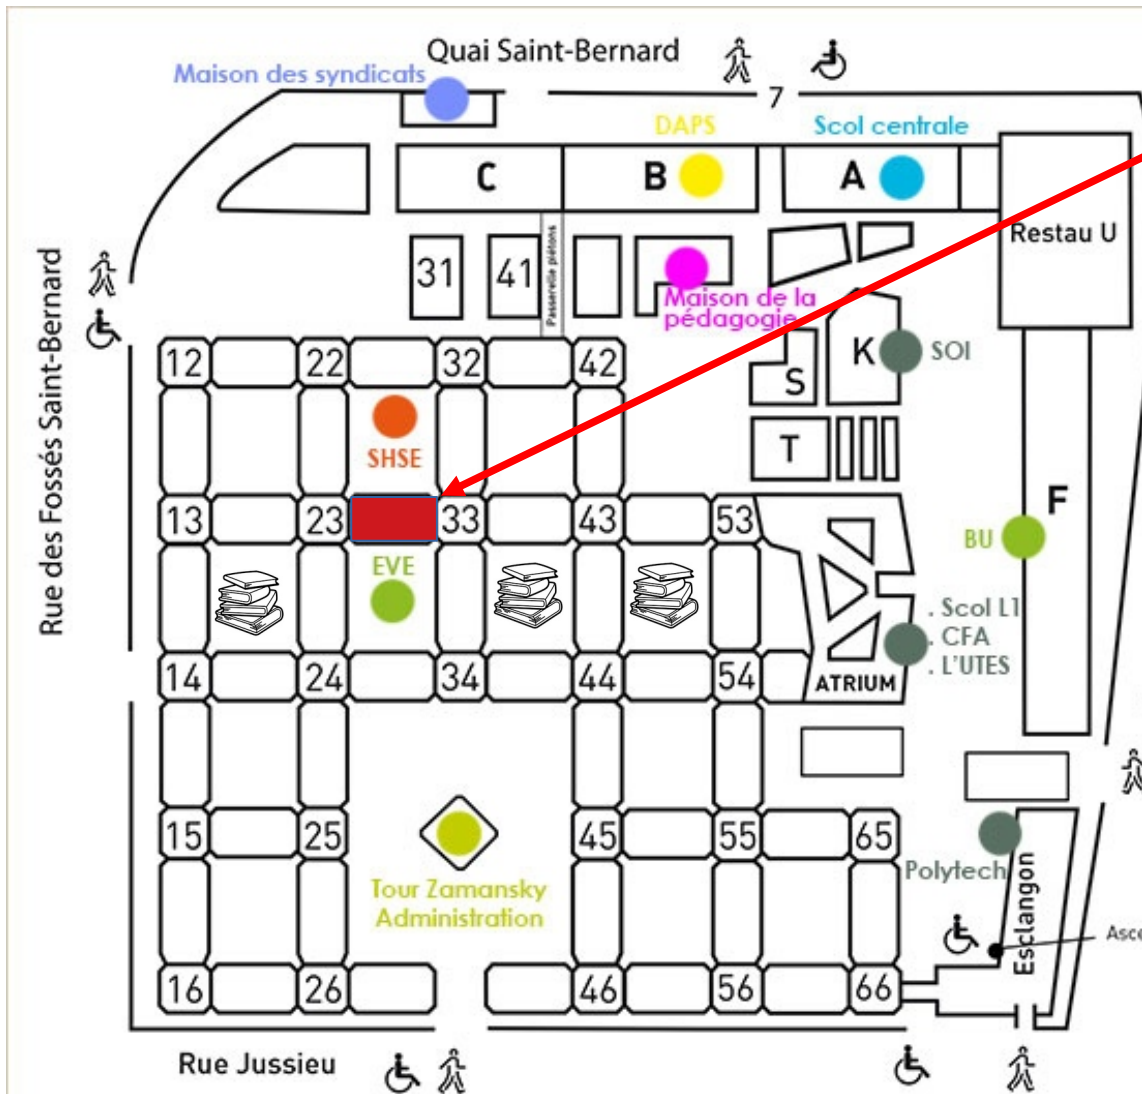 Quai Saint-Bernard
Maison des syndicats
7
DAPS
Scol centrale
C
B
A
Restau U
31
41
Passerelle piétons
Maison de la
pédagogie
Rue des Fossés Saint-Bernard
12
22
32
42
S
K
SOI
SHSE
T
F
13
23
33
43
53
BU
EVE
. Scol L1
. CFA
. L'UTES
14
24
34
44
54
ATRIUM
15
25
45
55
65
Tour Zamansky
Administration
Polytech
Esclangon
Asce
16
26
46
56
66
Rue Jussieu